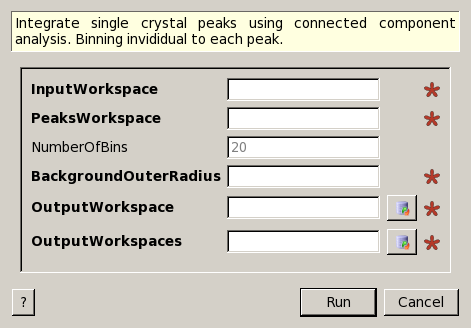 Integrate single crystal peaks using connected component
analysis. Binning invididual to each peak.
InputWorkspace
PeaksWorkspace
NumberOfBins 20
BackgroundOuterRadius
OutputWorkspace
OutputWorkspaces
? Run Cancel